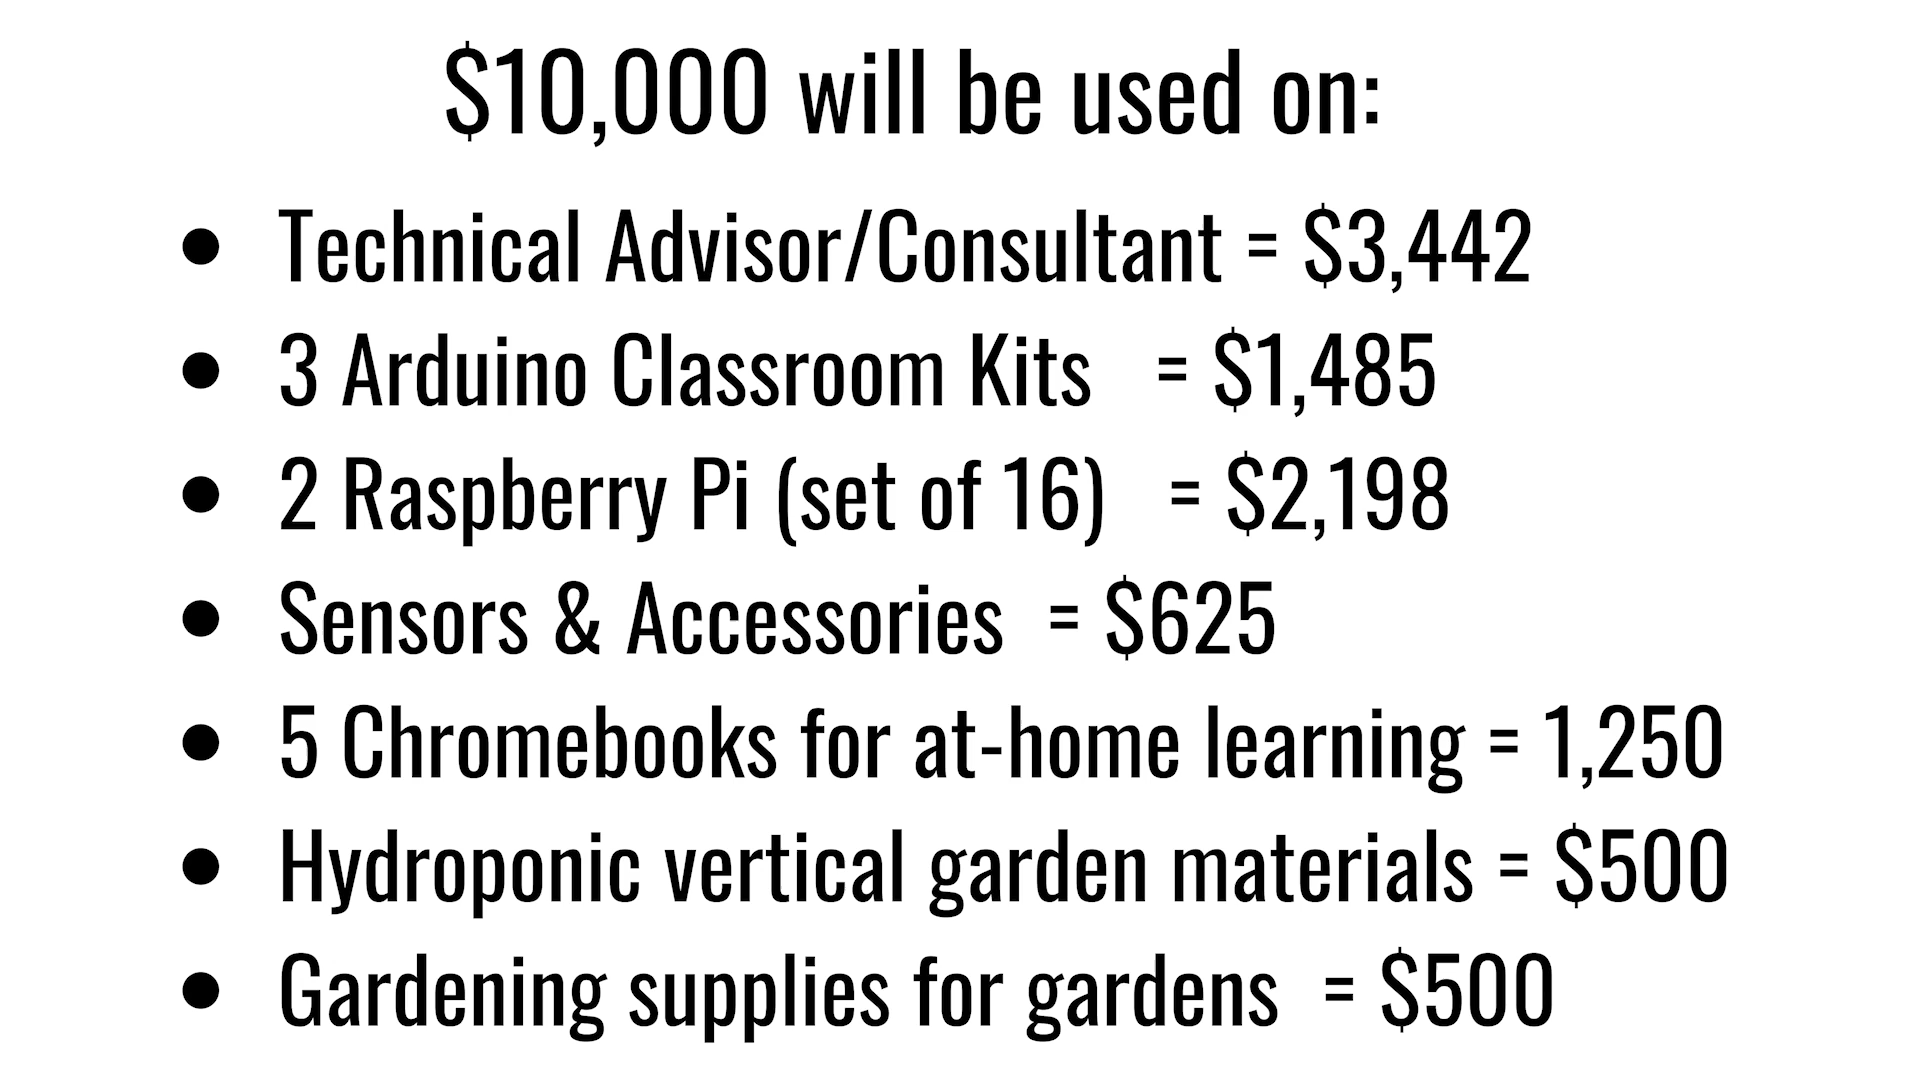 $10,000 will be used on:
● Technical Advisor/Consultant = $3,442
● 3 Arduino Classroom Kits = $1,485
● 2 Raspberry Pi (set of 16) = $2,198
● Sensors & Accessories = $625
● 5 Chromebooks for at-home learning = 1,250
● Hydroponic vertical garden materials = $500
● Gardening supplies for gardens = $500